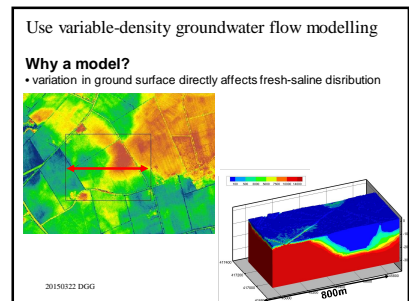 Use variable-density groundwater flow modelling
Why a model?
• variation in ground surface directly affects fresh-saline disribution
800m
20150322 DGG